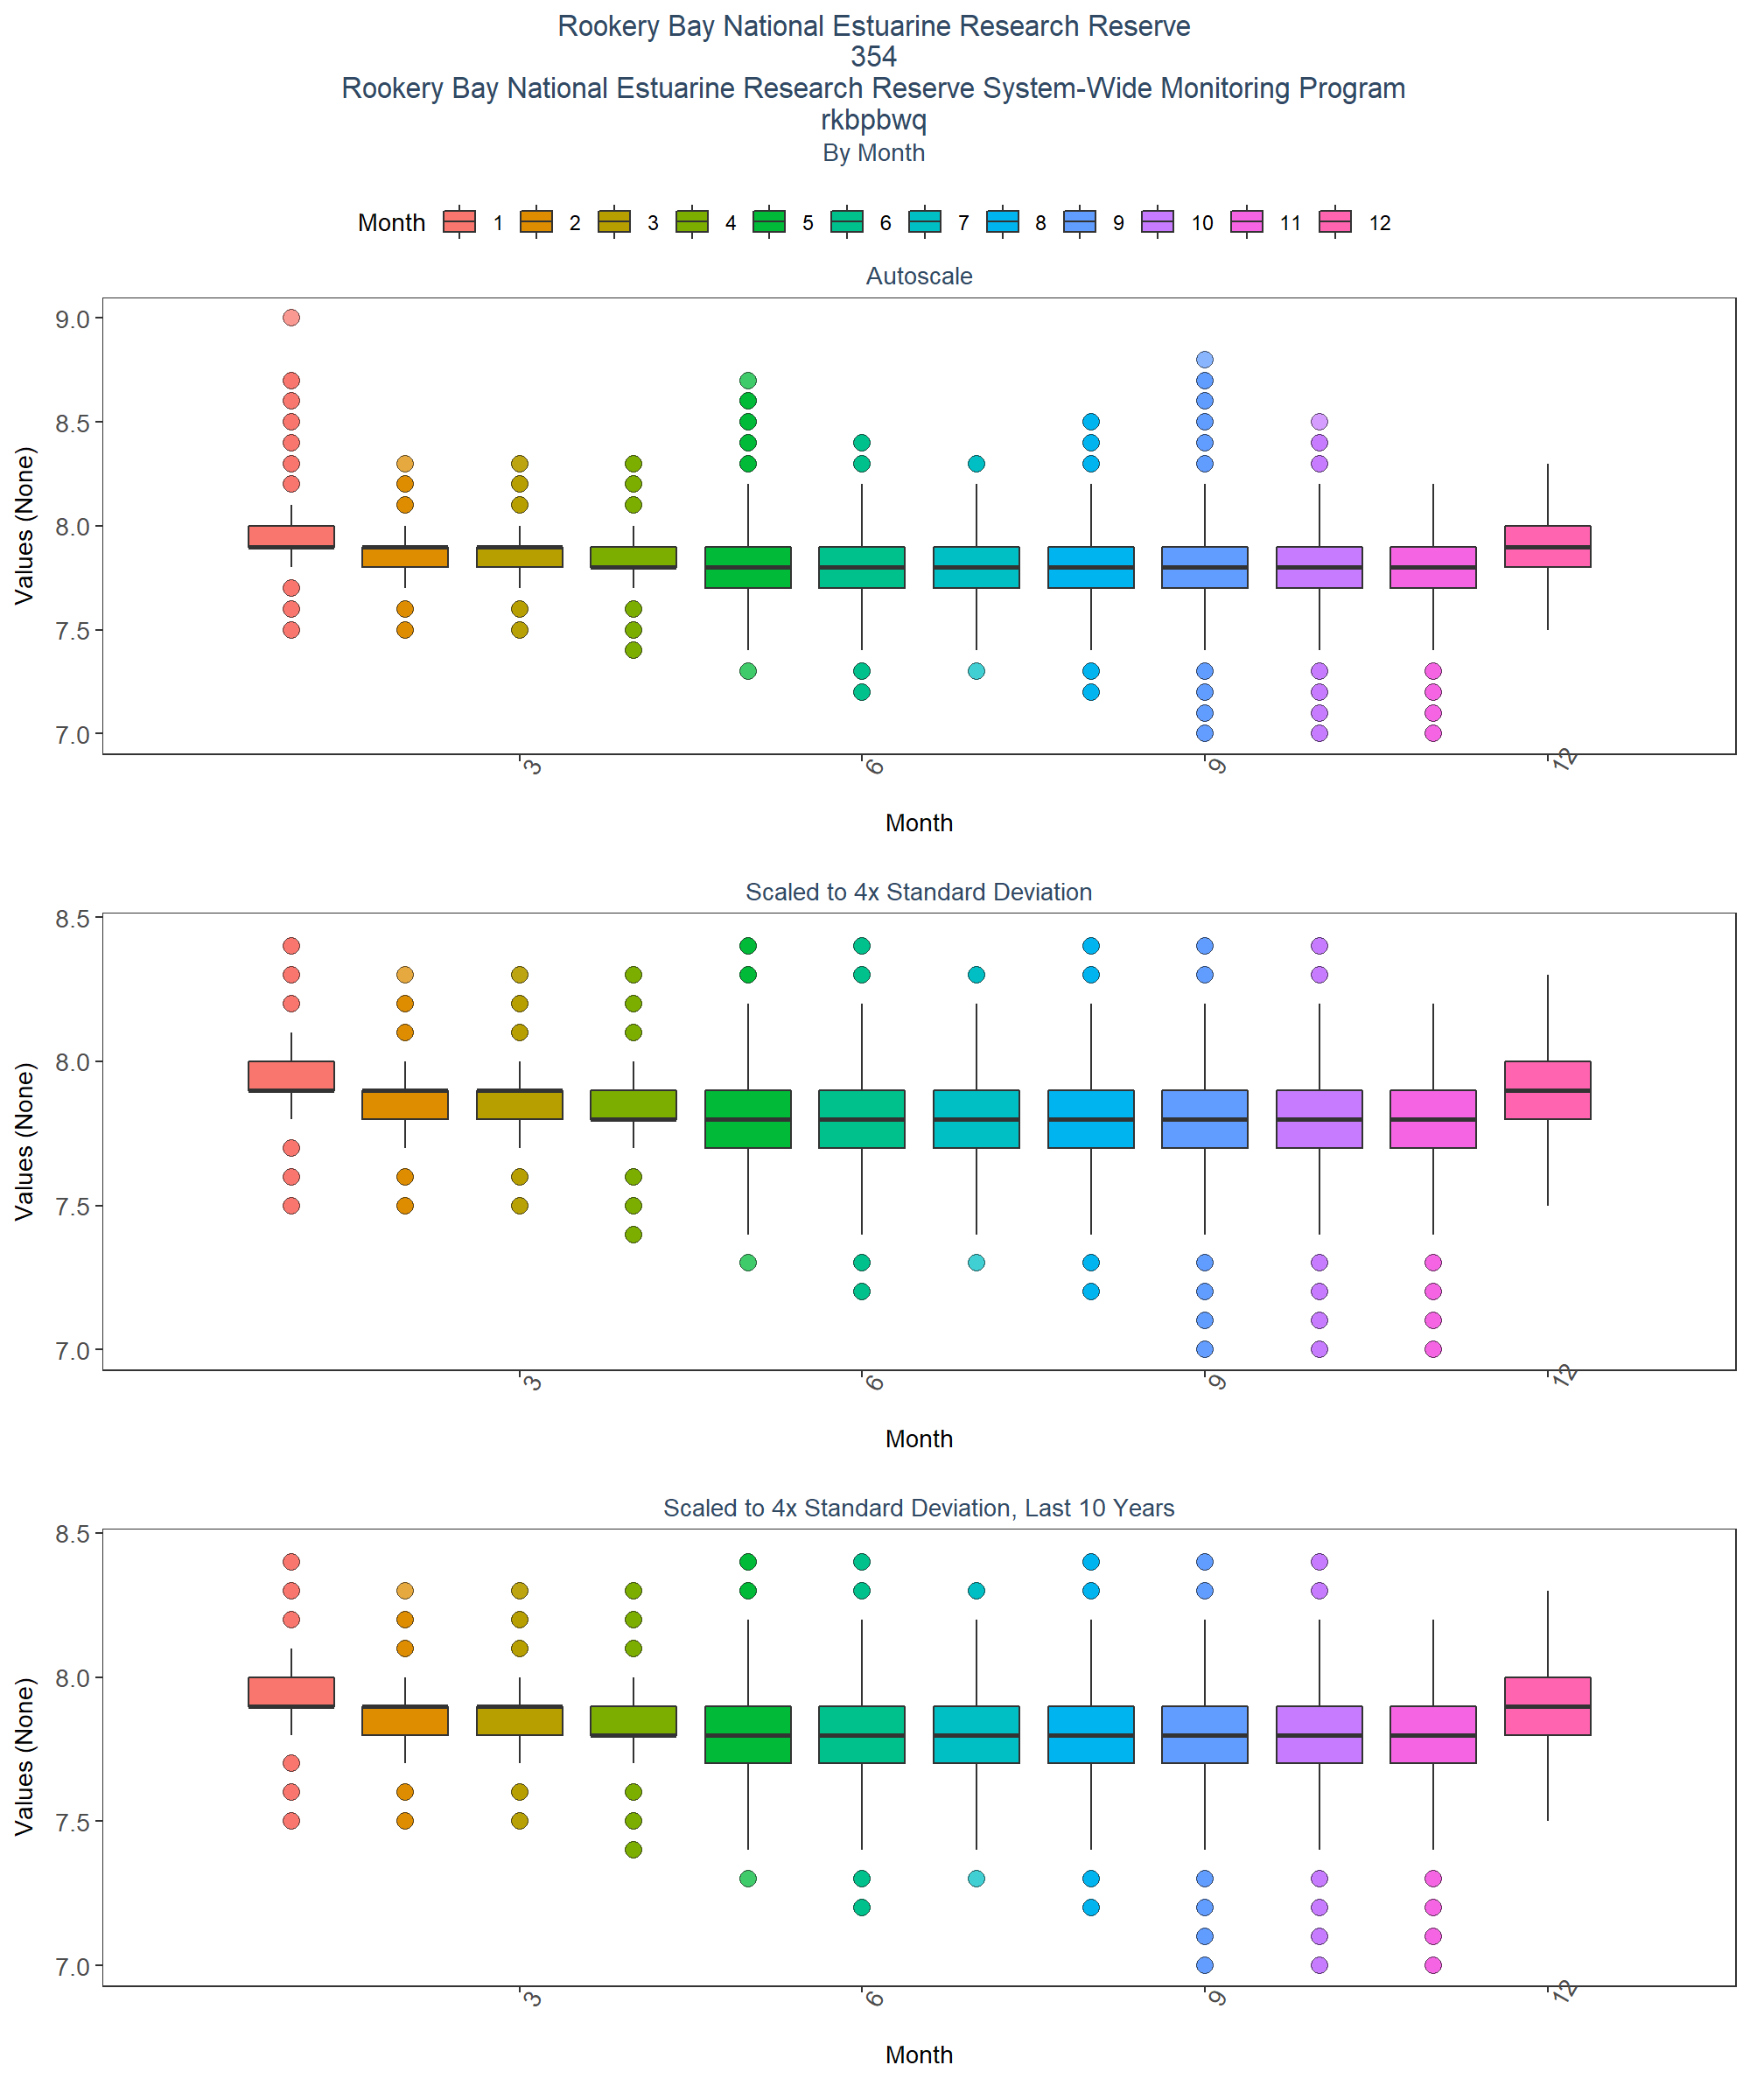 Rookery Bay National Estuarine Research Reserve
354
Rookery Bay National Estuarine Research Reserve System-Wide Monitoring Program
rkbpbwq
By Month
Month 1 2 3 4 5 6 7 8 9 10 11 12
Autoscale
Values (None)
9.0
8.5
8.0
7.5
7.0
3 6 9 12
Month
Scaled to 4x Standard Deviation
Values (None)
8.5
8.0
7.5
7.0
3 6 9 12
Month
Scaled to 4x Standard Deviation, Last 10 Years
Values (None)
8.5
8.0
7.5
7.0
3 6 9 12
Month